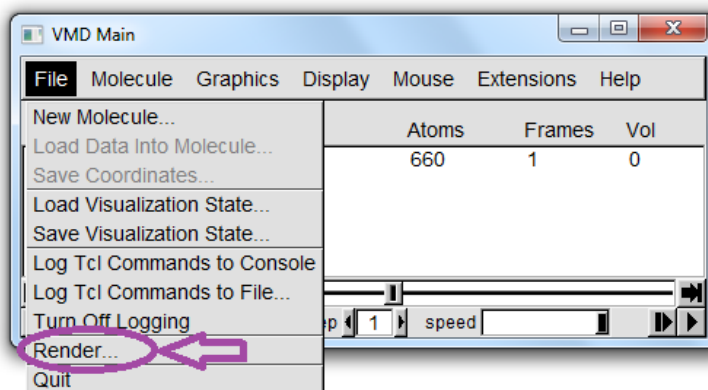 VMD Main
File Molecule Graphics Display Mouse Extensions Help
New Molecule...
Load Data Into Molecule...
Save Coordinates...
Load Visualization State...
Save Visualization State...
Log Tcl Commands to Console
Log Tcl Commands to File...
Turn Off Logging
Render...
Quit
Atoms Frames Vol
660 1 0
1 speed